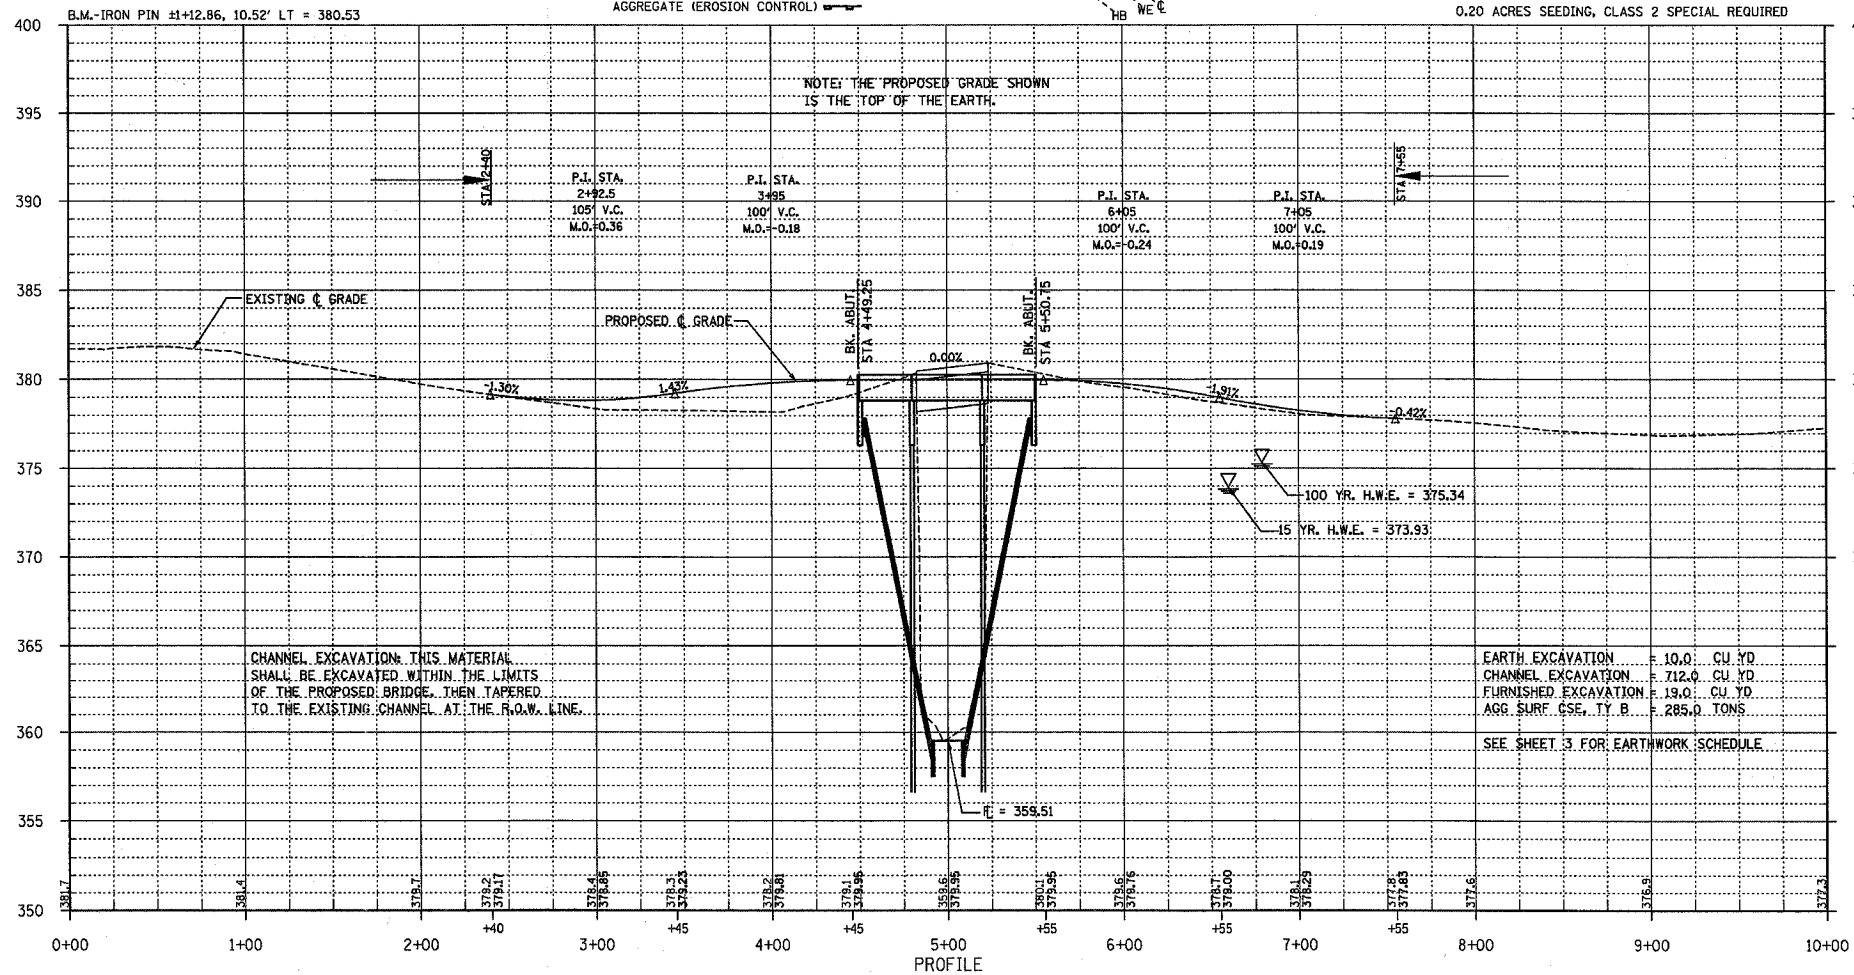 B.M.-IRON PIN ±1+12.86, 10.52' LT = 380.53
AGGREGATE (EROSION CONTROL)
HB
WE ℄
0.20 ACRES SEEDING, CLASS 2 SPECIAL REQUIRED
400
395
390
385
380
375
370
365
360
355
350
NOTE: THE PROPOSED GRADE SHOWN
IS THE TOP OF THE EARTH.
STA 2+40
P.I. STA.
2+92.5
105' V.C.
M.O.=0.36
P.I. STA.
3+95
100' V.C.
M.O.=-0.18
P.I. STA.
6+05
100' V.C.
M.O.=-0.24
P.I. STA.
7+05
100' V.C.
M.O.=0.19
STA 7+55
EXISTING ℄ GRADE
PROPOSED ℄ GRADE
BK. ABUT.
STA 4+49.25
BK. ABUT.
STA 5+50.75
-1.30%
1.43%
0.00%
-1.91%
-0.42%
100 YR. H.W.E. = 375.34
15 YR. H.W.E. = 373.93
CHANNEL EXCAVATION: THIS MATERIAL
SHALL BE EXCAVATED WITHIN THE LIMITS
OF THE PROPOSED BRIDGE, THEN TAPERED
TO THE EXISTING CHANNEL AT THE R.O.W. LINE.
EARTH EXCAVATION = 10.0 CU YD
CHANNEL EXCAVATION = 712.0 CU YD
FURNISHED EXCAVATION = 19.0 CU YD
AGG SURF CSE, TY B = 285.0 TONS
SEE SHEET 3 FOR EARTHWORK SCHEDULE
FL = 359.51
381.7
381.4
379.7
379.2
379.17
378.4
378.85
378.3
379.23
378.2
379.81
379.1
379.95
359.6
379.95
380.1
379.95
379.6
379.76
378.7
379.00
378.1
378.29
377.8
377.83
377.6
376.9
377.3
0+00
1+00
2+00
+40
3+00
+45
4+00
+45
5+00
+55
6+00
+55
7+00
+55
8+00
9+00
10+00
PROFILE